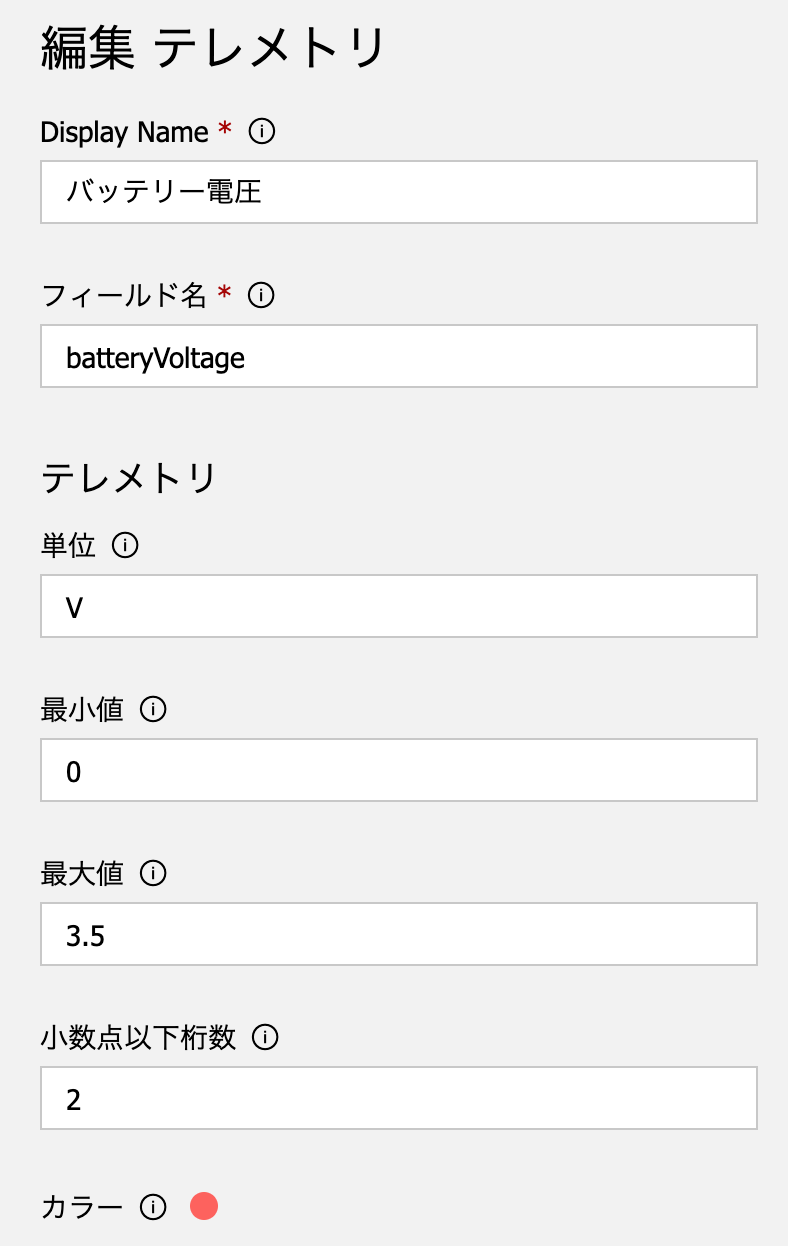 編集 テレメトリ
Display Name *
バッテリー電圧
フィールド名 *
batteryVoltage
テレメトリ
単位
V
最小値
0
最大値
3.5
小数点以下桁数
2
カラー